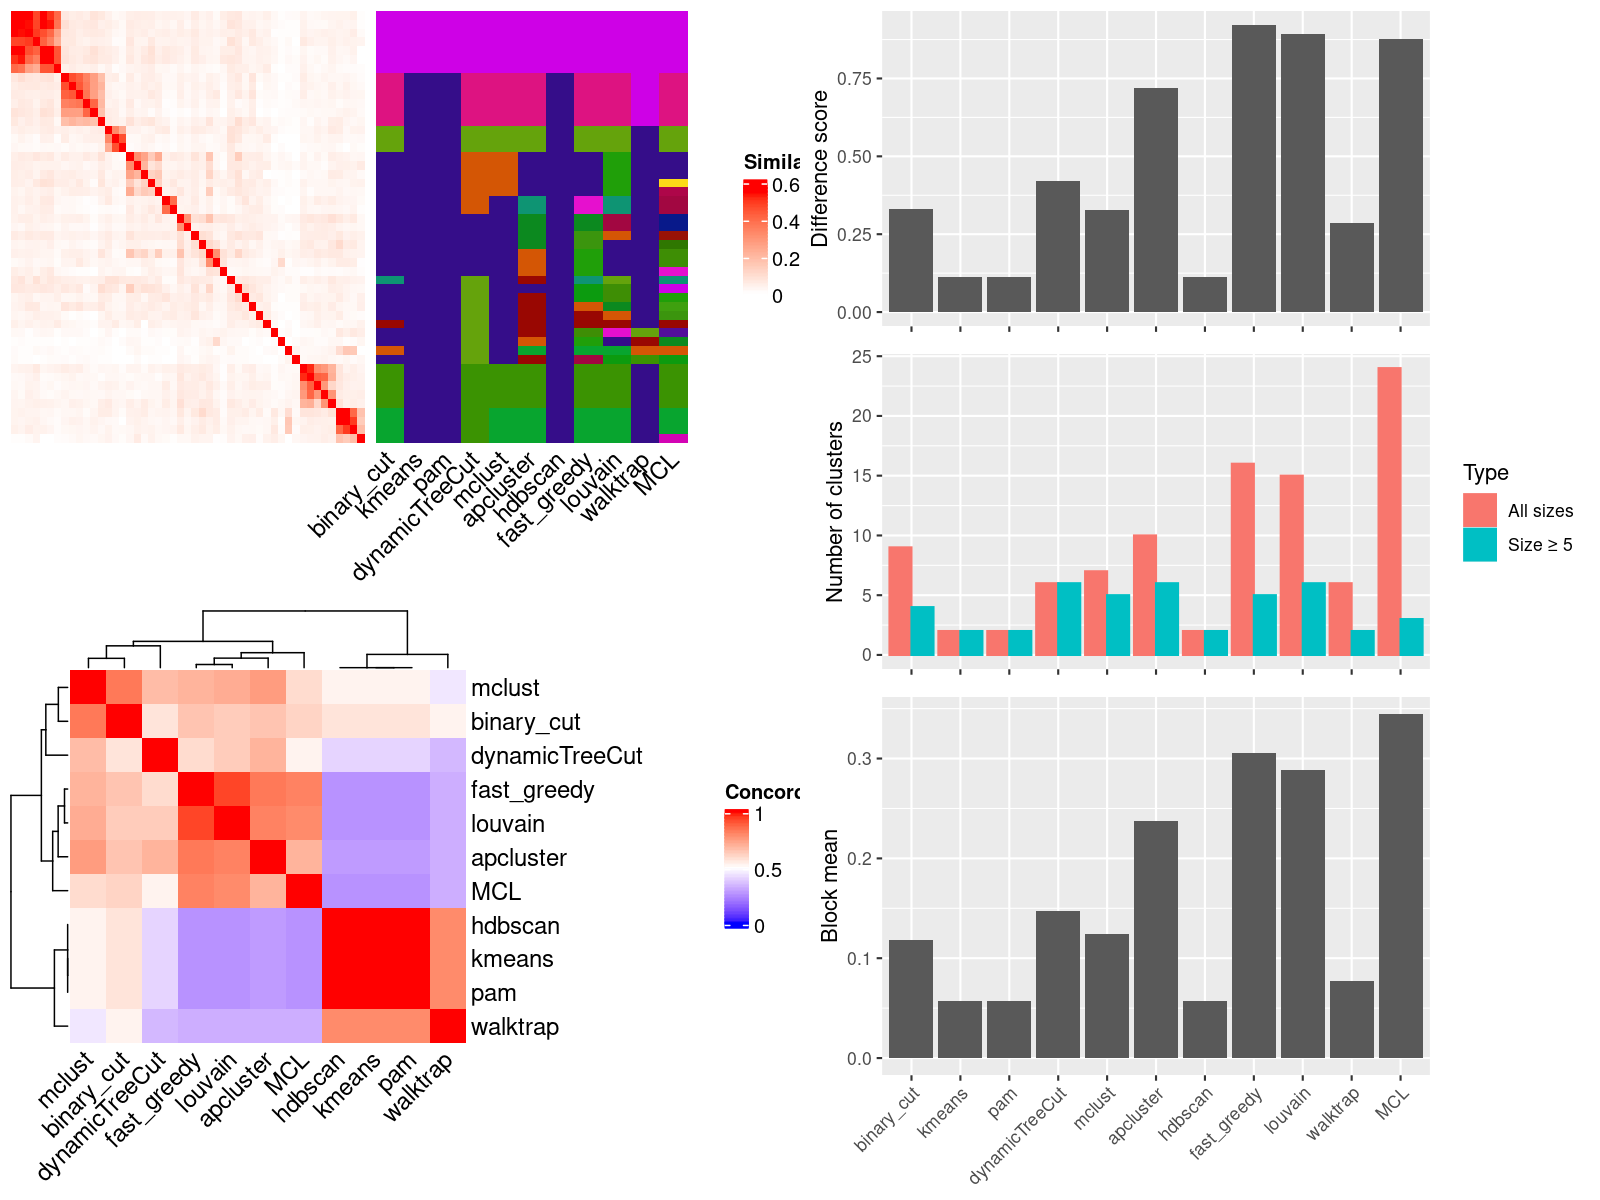 Simila
0.6
0.4
0.2
0
binary_cut
kmeans
pam
dynamicTreeCut
mclust
apcluster
hdbscan
fast_greedy
louvain
walktrap
MCL
Concord
1
0.5
0
mclust
binary_cut
dynamicTreeCut
fast_greedy
louvain
apcluster
MCL
hdbscan
kmeans
pam
walktrap
mclust
binary_cut
dynamicTreeCut
fast_greedy
louvain
apcluster
MCL
hdbscan
kmeans
pam
walktrap
Difference score
0.75
0.50
0.25
0.00
Number of clusters
25
20
15
10
5
0
Type
All sizes
Size ≥ 5
Block mean
0.3
0.2
0.1
0.0
binary_cut
kmeans
pam
dynamicTreeCut
mclust
apcluster
hdbscan
fast_greedy
louvain
walktrap
MCL